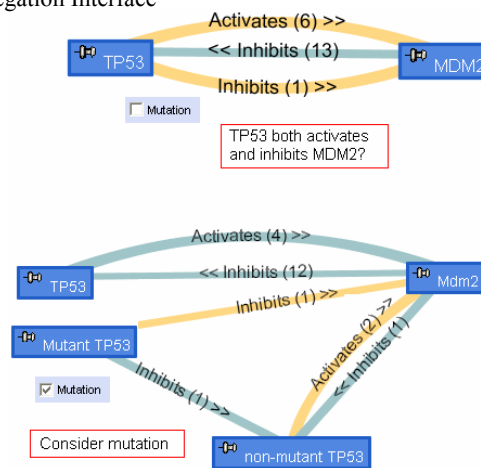 egation Interface
Activates (6) >>
<< Inhibits (13)
TP53
MDM2
Inhibits (1) >>
Mutation
TP53 both activates
and inhibits MDM2?
Activates (4) >>
<< Inhibits (12)
TP53
Mdm2
Inhibits (1) >>
Mutant TP53
Activates (2) >>
<< Inhibits (1)
Inhibits (1) >>
Mutation
Consider mutation
non-mutant TP53